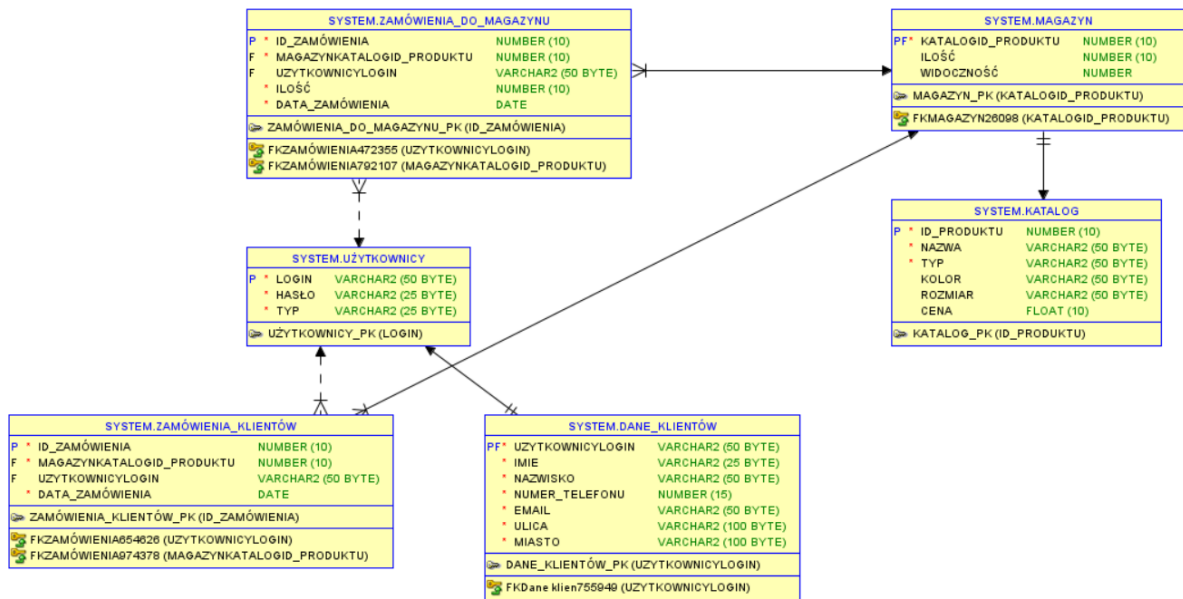 SYSTEM.ZAMÓWIENIA_DO_MAGAZYNU
P * ID_ZAMÓWIENIA NUMBER (10)
F * MAGAZYNKATALOGID_PRODUKTU NUMBER (10)
F UZYTKOWNICYLOGIN VARCHAR2 (50 BYTE)
* ILOŚĆ NUMBER (10)
* DATA_ZAMÓWIENIA DATE
ZAMÓWIENIA_DO_MAGAZYNU_PK (ID_ZAMÓWIENIA)
FKZAMÓWIENIA472355 (UZYTKOWNICYLOGIN)
FKZAMÓWIENIA792107 (MAGAZYNKATALOGID_PRODUKTU)
SYSTEM.MAGAZYN
PF* KATALOGID_PRODUKTU NUMBER (10)
ILOŚĆ NUMBER (10)
WIDOCZNOŚĆ NUMBER
MAGAZYN_PK (KATALOGID_PRODUKTU)
FKMAGAZYN26098 (KATALOGID_PRODUKTU)
SYSTEM.KATALOG
P * ID_PRODUKTU NUMBER (10)
* NAZWA VARCHAR2 (50 BYTE)
* TYP VARCHAR2 (50 BYTE)
KOLOR VARCHAR2 (50 BYTE)
ROZMIAR VARCHAR2 (50 BYTE)
CENA FLOAT (10)
KATALOG_PK (ID_PRODUKTU)
SYSTEM.UŻYTKOWNICY
P * LOGIN VARCHAR2 (50 BYTE)
* HASŁO VARCHAR2 (25 BYTE)
* TYP VARCHAR2 (25 BYTE)
UŻYTKOWNICY_PK (LOGIN)
SYSTEM.ZAMÓWIENIA_KLIENTÓW
P * ID_ZAMÓWIENIA NUMBER (10)
F * MAGAZYNKATALOGID_PRODUKTU NUMBER (10)
F UZYTKOWNICYLOGIN VARCHAR2 (50 BYTE)
* DATA_ZAMÓWIENIA DATE
ZAMÓWIENIA_KLIENTÓW_PK (ID_ZAMÓWIENIA)
FKZAMÓWIENIA654626 (UZYTKOWNICYLOGIN)
FKZAMÓWIENIA974378 (MAGAZYNKATALOGID_PRODUKTU)
SYSTEM.DANE_KLIENTÓW
PF* UZYTKOWNICYLOGIN VARCHAR2 (50 BYTE)
* IMIE VARCHAR2 (25 BYTE)
* NAZWISKO VARCHAR2 (50 BYTE)
* NUMER_TELEFONU NUMBER (15)
* EMAIL VARCHAR2 (50 BYTE)
* ULICA VARCHAR2 (100 BYTE)
* MIASTO VARCHAR2 (100 BYTE)
DANE_KLIENTÓW_PK (UZYTKOWNICYLOGIN)
FKDane klien755949 (UZYTKOWNICYLOGIN)